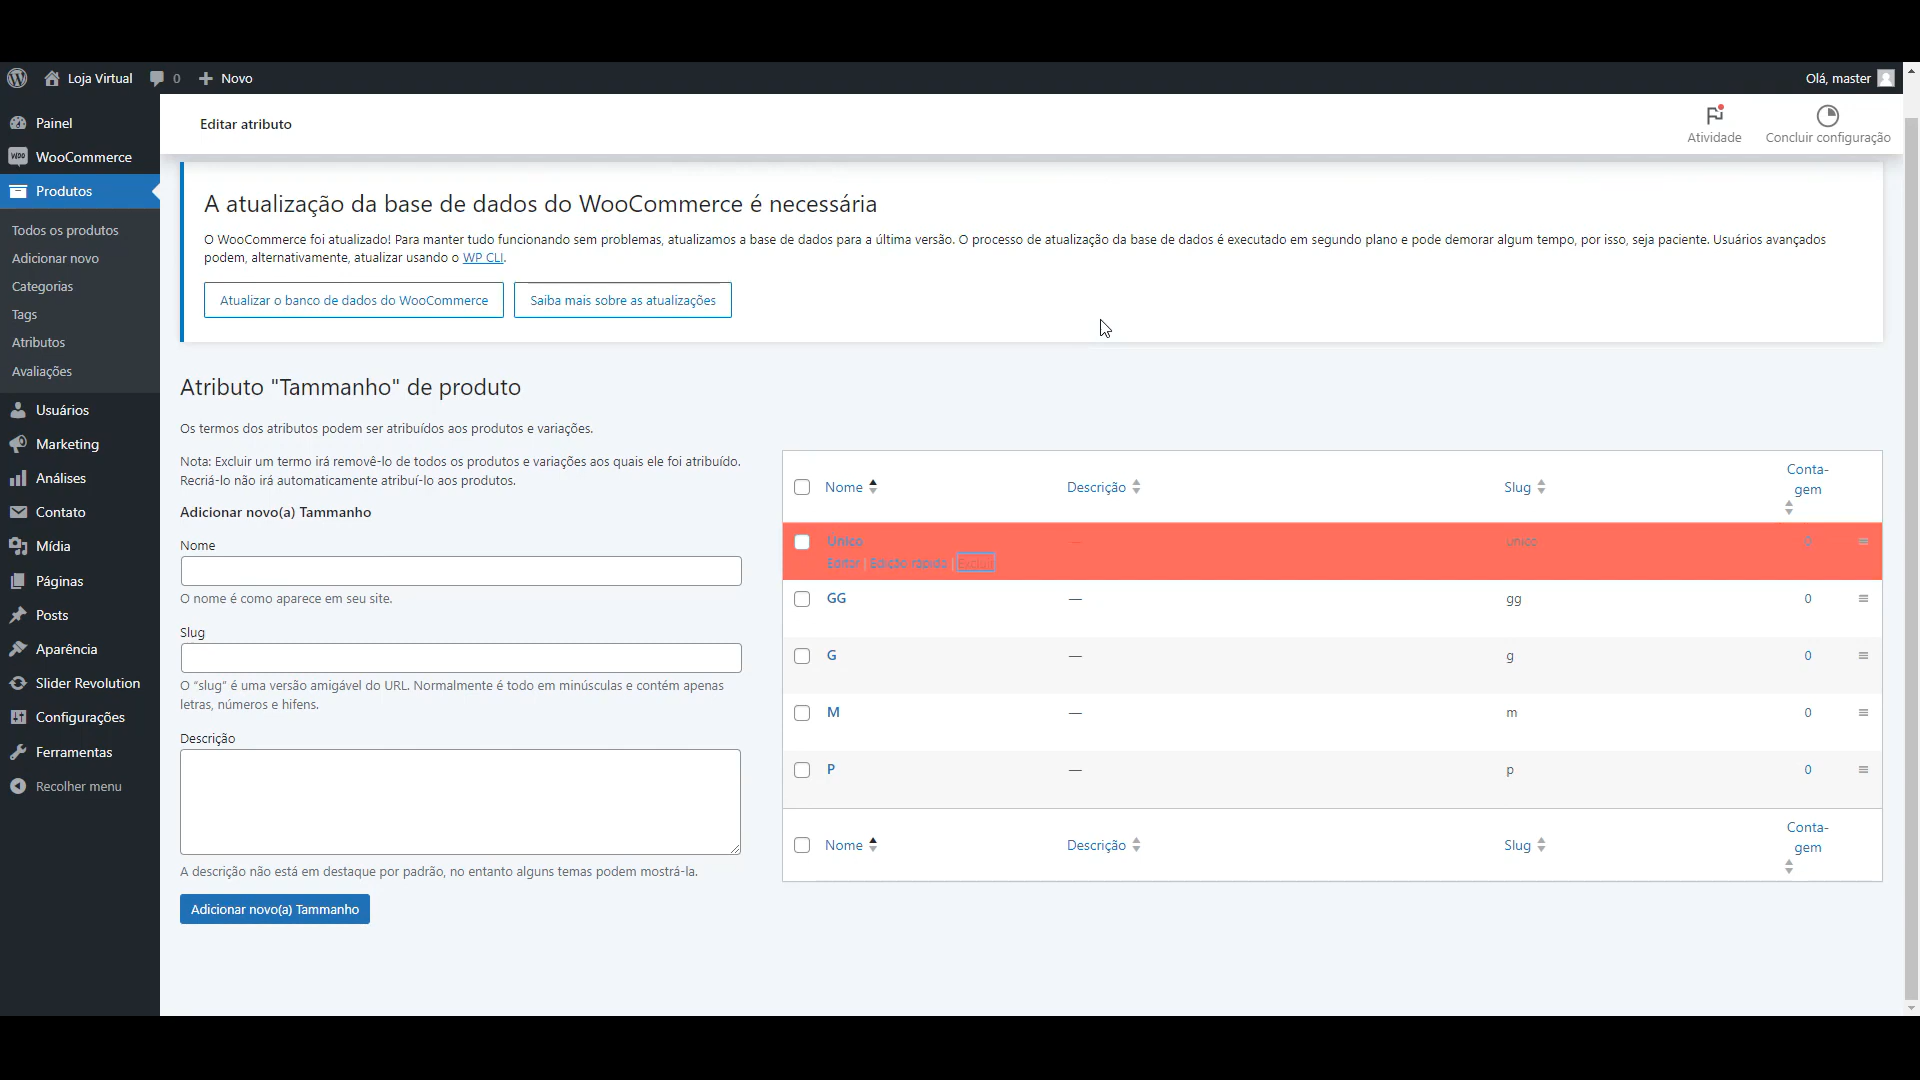 Loja Virtual
0
Novo
Olá, master
Painel
WooCommerce
Produtos
Todos os produtos
Adicionar novo
Categorias
Tags
Atributos
Avaliações
Usuários
Marketing
Análises
Contato
Mídia
Páginas
Posts
Aparência
Slider Revolution
Configurações
Ferramentas
Recolher menu
Editar atributo
Atividade
Concluir configuração
A atualização da base de dados do WooCommerce é necessária
O WooCommerce foi atualizado! Para manter tudo funcionando sem problemas, atualizamos a base de dados para a última versão. O processo de atualização da base de dados é executado em segundo plano e pode demorar algum tempo, por isso, seja paciente. Usuários avançados
podem, alternativamente, atualizar usando o WP CLI.
Atualizar o banco de dados do WooCommerce
Saiba mais sobre as atualizações
Atributo "Tammanho" de produto
Os termos dos atributos podem ser atribuídos aos produtos e variações.
Nota: Excluir um termo irá removê-lo de todos os produtos e variações aos quais ele foi atribuído.
Recriá-lo não irá automaticamente atribuí-lo aos produtos.
Adicionar novo(a) Tammanho
Nome
O nome é como aparece em seu site.
Slug
O “slug” é uma versão amigável do URL. Normalmente é todo em minúsculas e contém apenas
letras, números e hifens.
Descrição
A descrição não está em destaque por padrão, no entanto alguns temas podem mostrá-la.
Adicionar novo(a) Tammanho
Nome Descrição Slug Conta-
gem
Único — unico 0
Editar | Edição rápida | Excluir
GG — gg 0
G — g 0
M — m 0
P — p 0
Nome Descrição Slug Conta-
gem